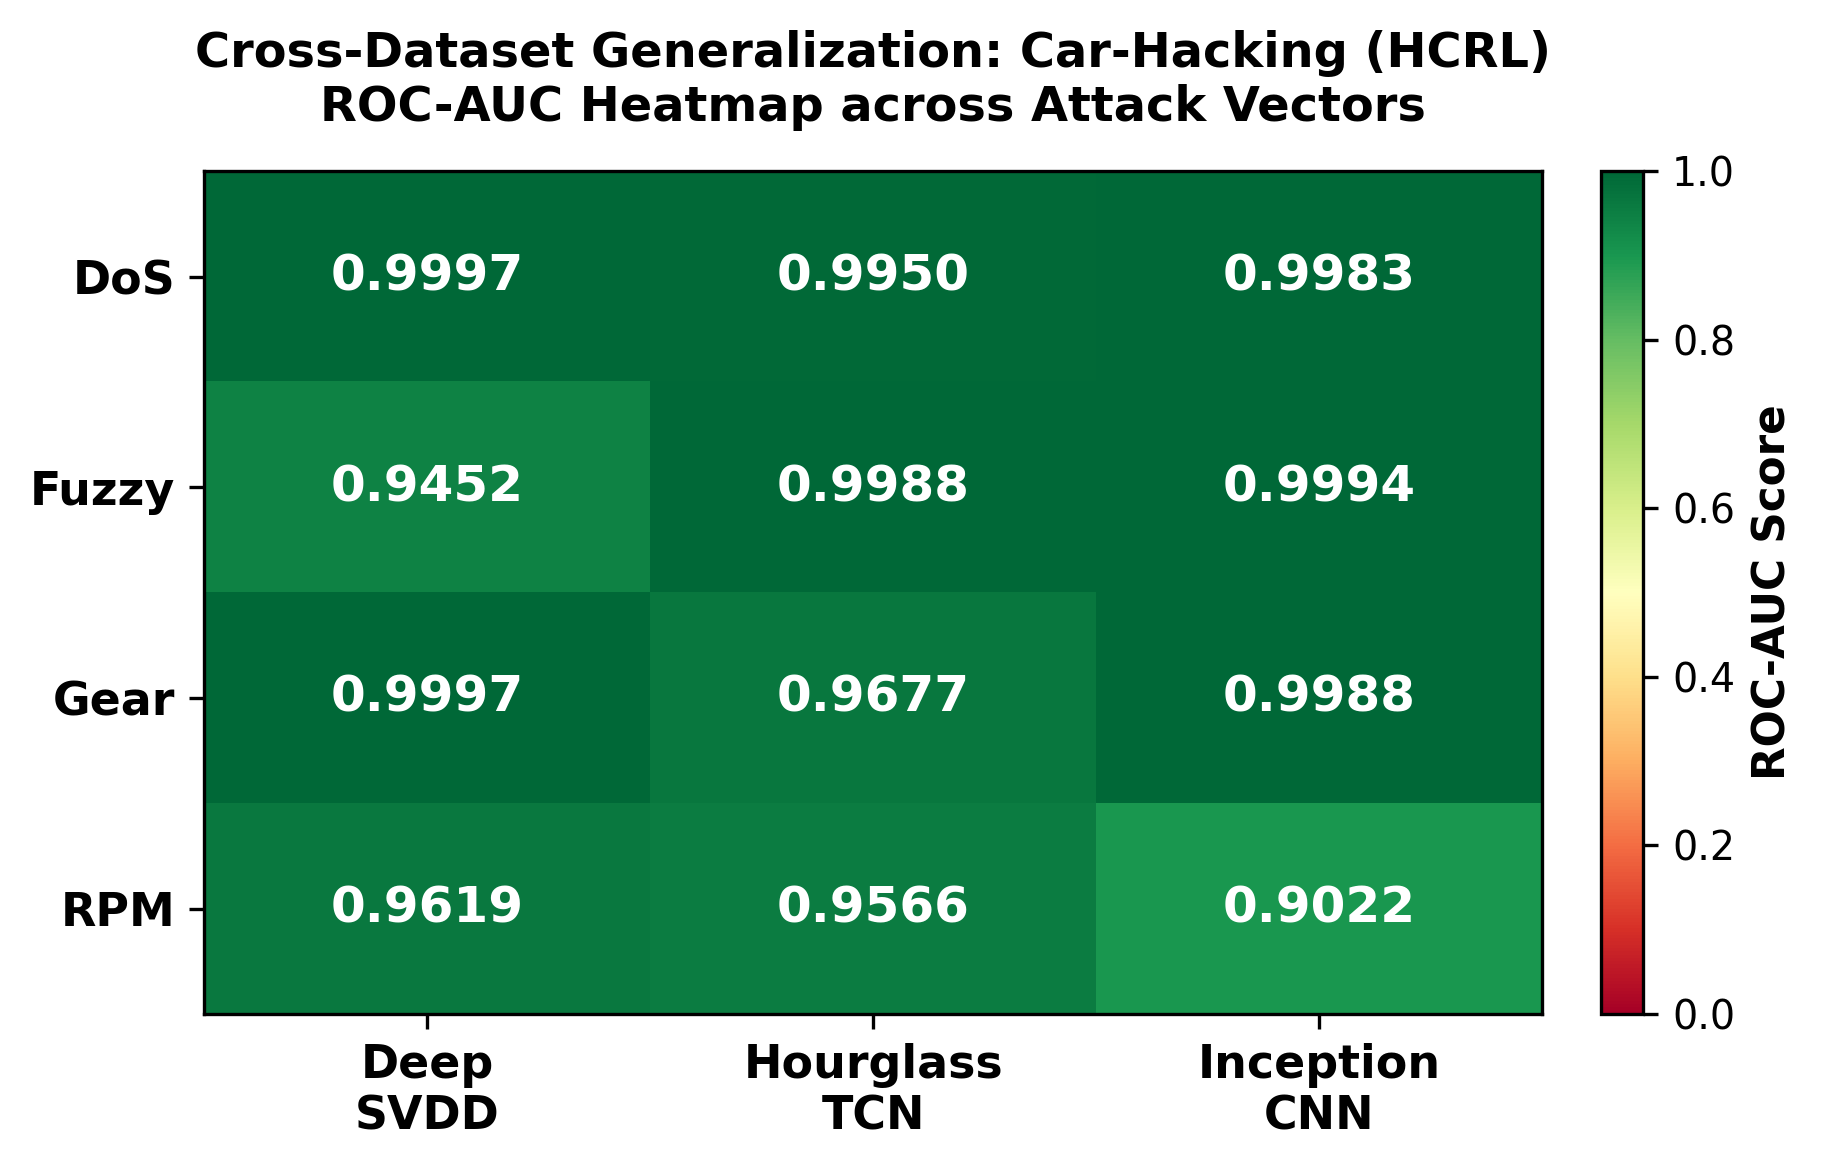 Cross-Dataset Generalization: Car-Hacking (HCRL)
ROC-AUC Heatmap across Attack Vectors
DoS
0.9997
0.9950
0.9983
Fuzzy
0.9452
0.9988
0.9994
Gear
0.9997
0.9677
0.9988
RPM
0.9619
0.9566
0.9022
Deep
SVDD
Hourglass
TCN
Inception
CNN
1.0
0.8
0.6
0.4
0.2
0.0
ROC-AUC Score